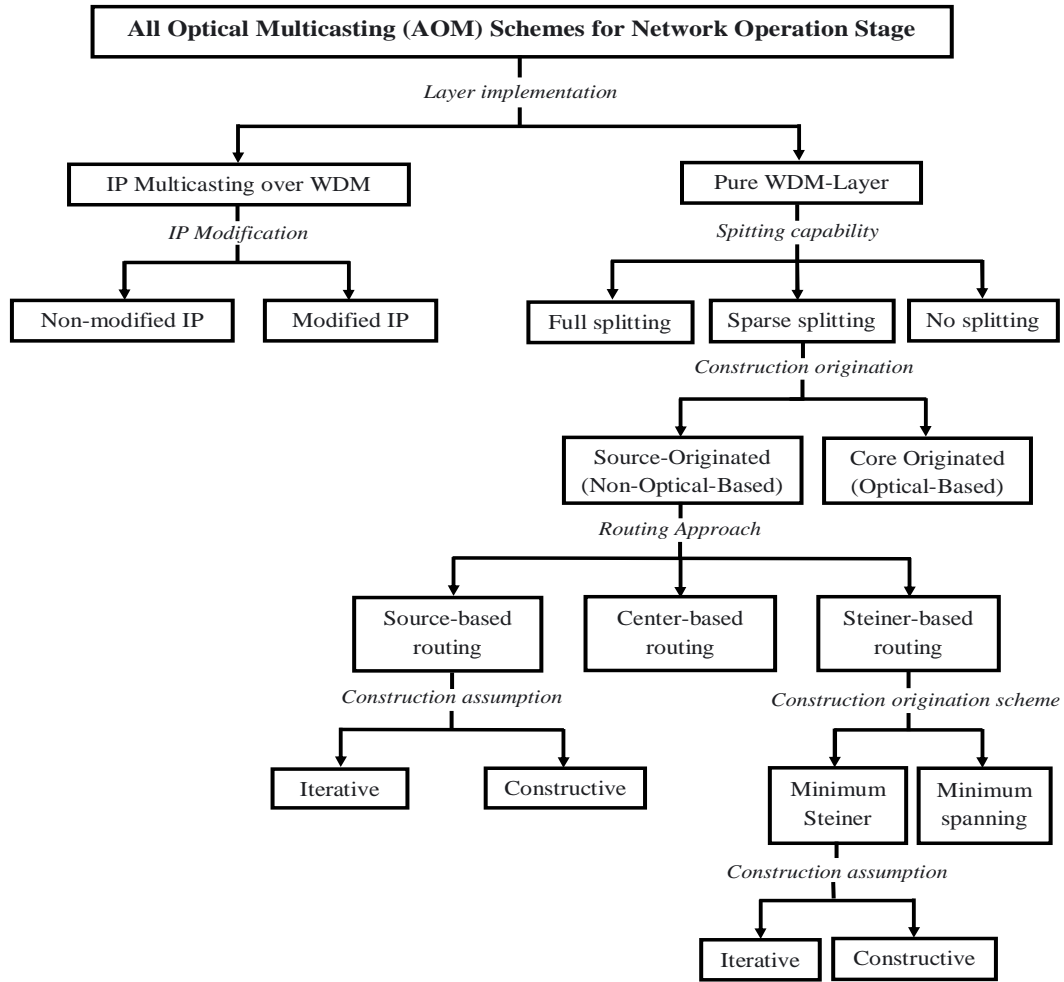 All Optical Multicasting (AOM) Schemes for Network Operation Stage
Layer implementation
IP Multicasting over WDM
Pure WDM-Layer
IP Modification
Spitting capability
Non-modified IP
Modified IP
Full splitting
Sparse splitting
No splitting
Construction origination
Source-Originated
(Non-Optical-Based)
Core Originated
(Optical-Based)
Routing Approach
Source-based
routing
Center-based
routing
Steiner-based
routing
Construction assumption
Construction origination scheme
Iterative
Constructive
Minimum
Steiner
Minimum
spanning
Construction assumption
Iterative
Constructive